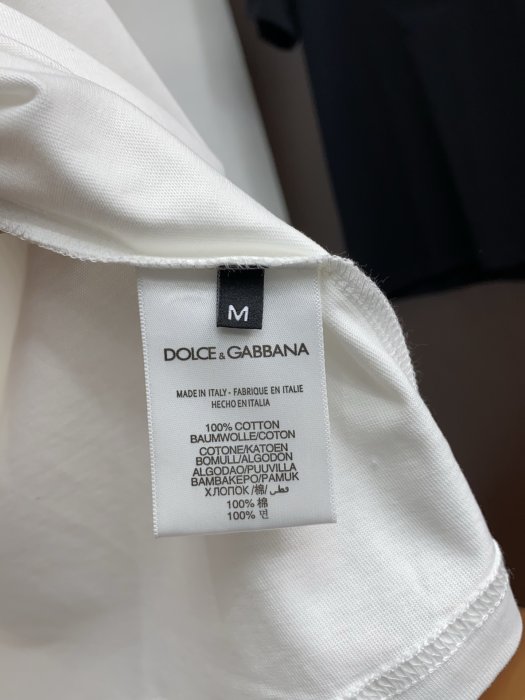 M
DOLCE & GABBANA
MADE IN ITALY - FABRIQUE EN ITALIE
HECHO EN ITALIA
100% COTTON
BAUMWOLLE/COTON
COTONE/KATOEN
BOMULL/ALGODON
ALGODAO/PUUVILLA
BAMBAKEPO/PAMUK
ХЛОПОК /棉/ قطن
100% 棉
100% 면